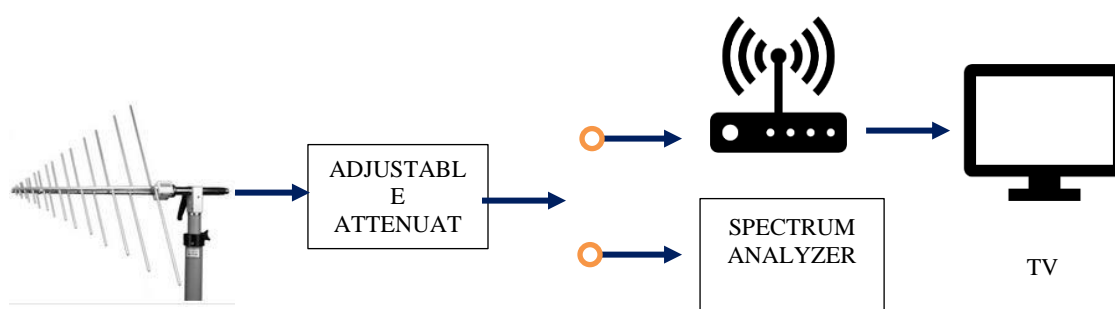 ADJUSTABL
E
ATTENUAT
SPECTRUM
ANALYZER
TV